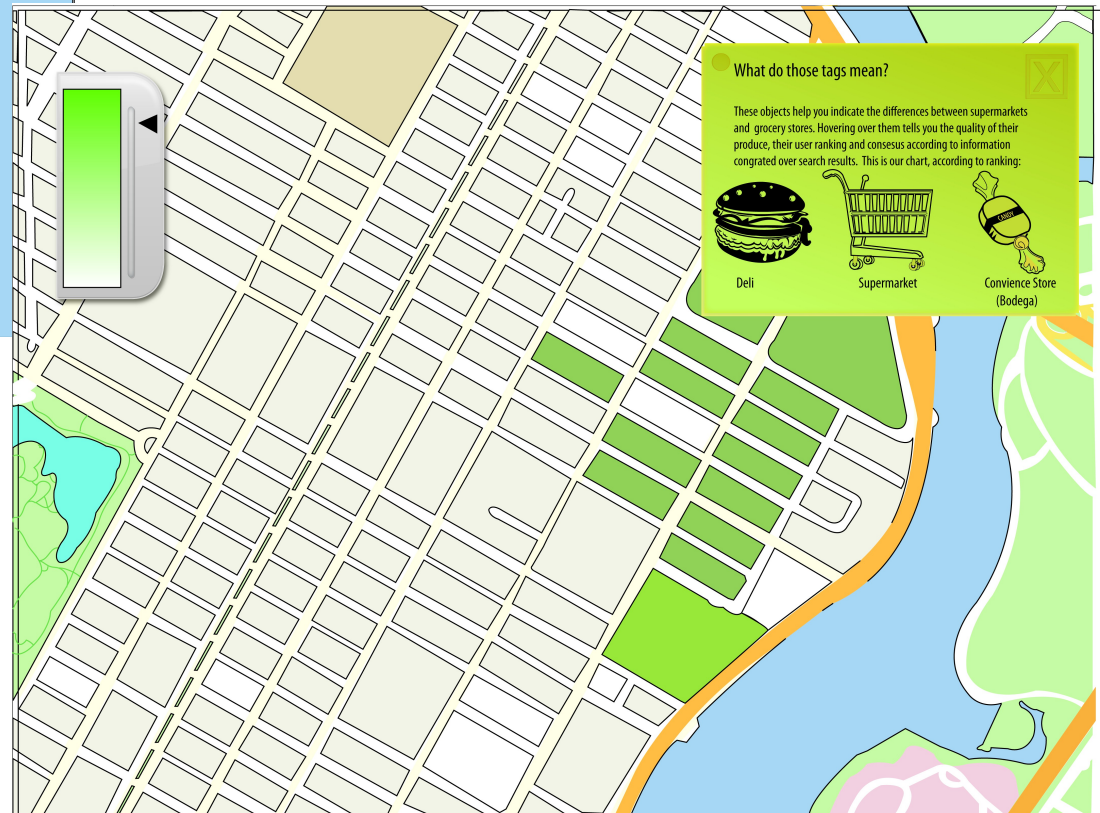 What do those tags mean?
X
These objects help you indicate the differences between supermarkets
and grocery stores. Hovering over them tells you the quality of their
produce, their user ranking and consesus according to information
congrated over search results. This is our chart, according to ranking:
CANDY
Deli
Supermarket
Convience Store
(Bodega)